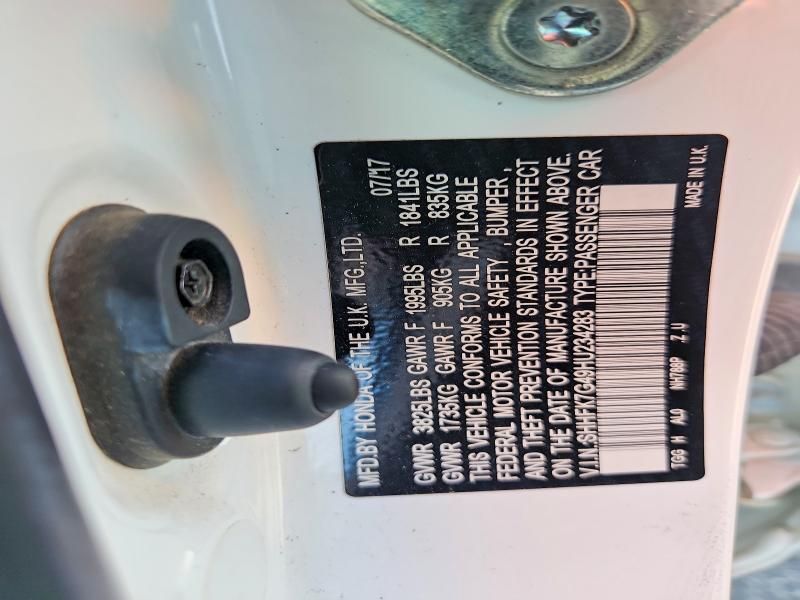 MFD.BY HONDA OF THE U.K. MFG.,LTD. 07/'17
GVWR 3825LBS GAWR F 1995LBS R 1841LBS
GVWR 1735KG GAWR F 905KG R 835KG
THIS VEHICLE CONFORMS TO ALL APPLICABLE
FEDERAL MOTOR VEHICLE SAFETY , BUMPER ,
AND THEFT PREVENTION STANDARDS IN EFFECT
ON THE DATE OF MANUFACTURE SHOWN ABOVE.
V.I.N.:SHHFK7G49HU234283 TYPE:PASSENGER CAR
TGG H ALO NH788P Z U
MADE IN U.K.